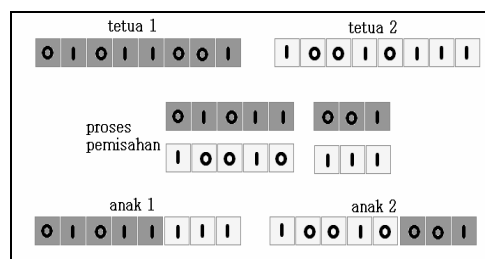 tetua 1 tetua 2
0 1 0 1 1 0 0 1 1 0 0 1 0 1 1 1
0 1 0 1 1 0 0 1
proses
pemisahan
1 0 0 1 0 1 1 1
anak 1 anak 2
0 1 0 1 1 1 1 1 1 0 0 1 0 0 0 1